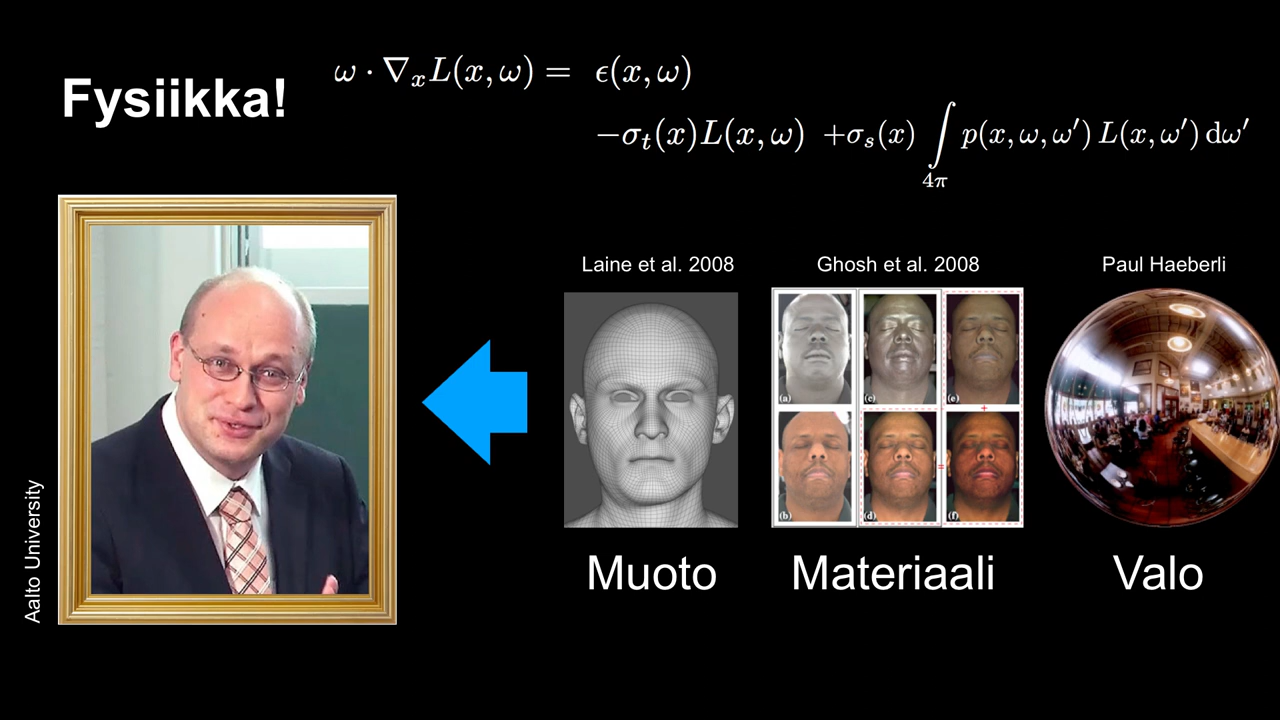 Fysiikka!
ω · ∇ₓL(x, ω) = ϵ(x, ω)
−σₜ(x)L(x, ω) +σₛ(x) ∫ p(x, ω, ω′) L(x, ω′) dω′
4π
Laine et al. 2008
Ghosh et al. 2008
Paul Haeberli
(a)
(c)
(e)
+
=
(b)
(d)
(f)
Muoto
Materiaali
Valo
Aalto University